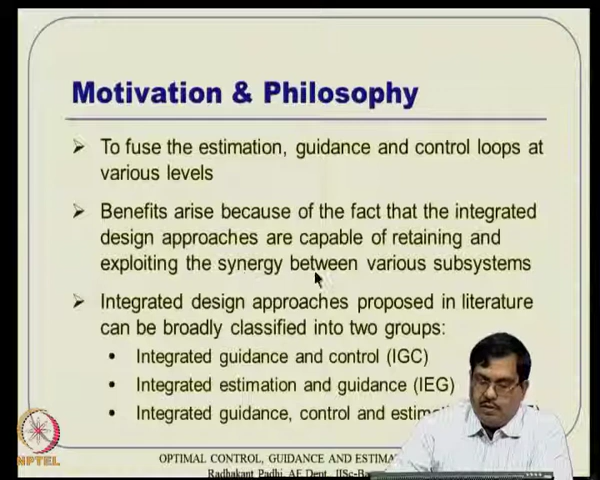 Motivation & Philosophy
To fuse the estimation, guidance and control loops at
various levels
Benefits arise because of the fact that the integrated
design approaches are capable of retaining and
exploiting the synergy between various subsystems
Integrated design approaches proposed in literature
can be broadly classified into two groups:
Integrated guidance and control (IGC)
Integrated estimation and guidance (IEG)
Integrated guidance, control and
OPTIMAL CONTROL, GUIDANCE AND
Radhakant Padhi, AE Dept., IISc-
NPTEL